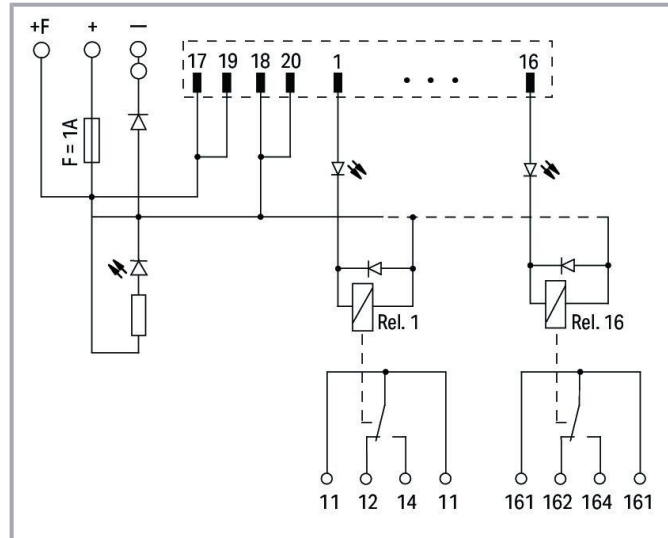 +F + —
17 19 18 20 1 • • • 16
F = 1A
Rel. 1 Rel. 16
11 12 14 11 161 162 164 161